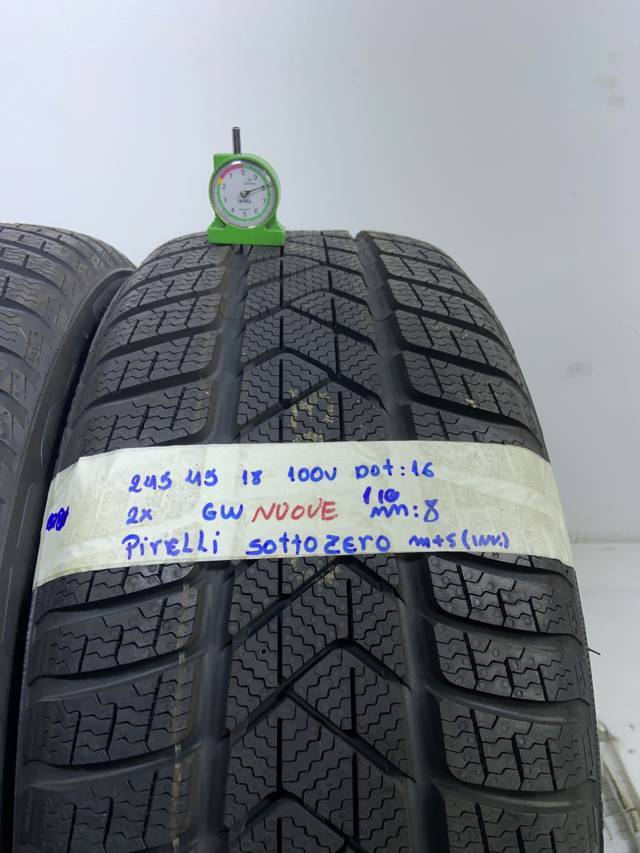 245 45 18 100V DOT:16
2x GW NUOVE 1/10 mm:8
PiRELLi SottozERO m+s (inv.)